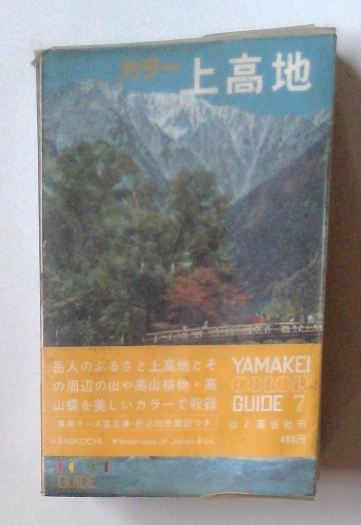 カラー上高地
岳人のふるさと上高地とそ
の周辺の山や高山植物・高
山蝶を美しいカラーで収録
KAMIKOCHI Wonderland of Japan Alps
YAMAKEI
COLOR
GUIDE 7
山と溪谷社刊
480円
COLOR
GUIDE